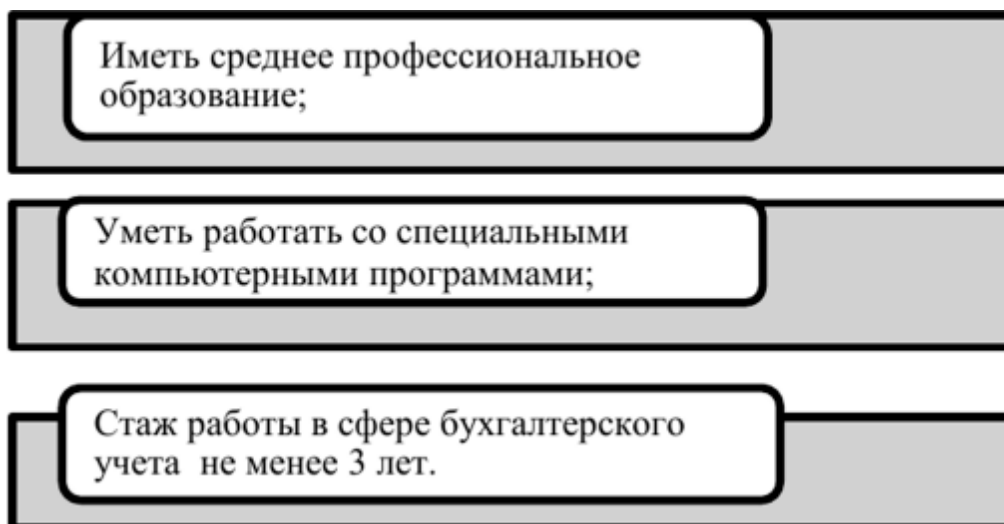 Иметь среднее профессиональное
образование;
Уметь работать со специальными
компьютерными программами;
Стаж работы в сфере бухгалтерского
учета  не менее 3 лет.